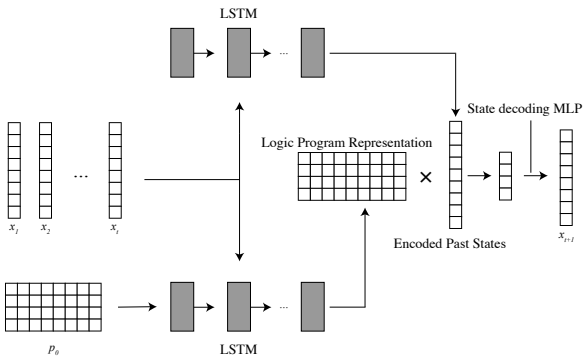 LSTM
...
State decoding MLP
Logic Program Representation
...
×
x1 x2 xt
Encoded Past States
xt+1
...
p0
LSTM